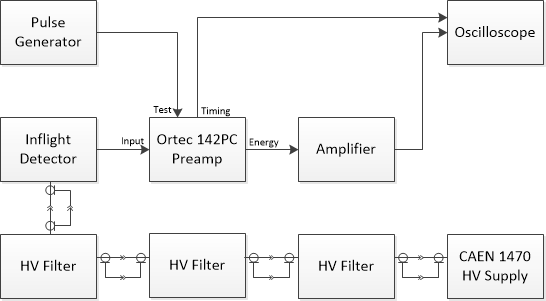 Pulse
Generator
Oscilloscope
Test
Timing
Inflight
Detector
Input
Ortec 142PC
Preamp
Energy
Amplifier
HV Filter
HV Filter
HV Filter
CAEN 1470
HV Supply